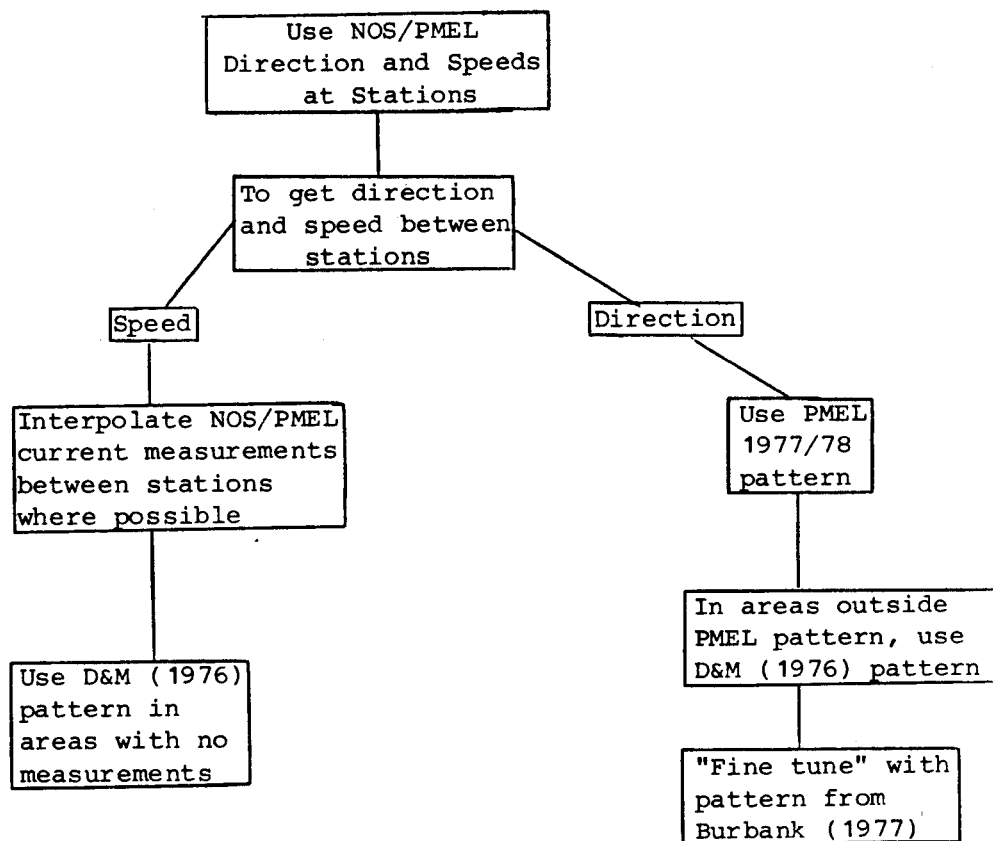 Use NOS/PMEL
Direction and Speeds
at Stations
To get direction
and speed between
stations
Speed
Direction
Interpolate NOS/PMEL
current measurements
between stations
where possible
Use PMEL
1977/78
pattern
In areas outside
PMEL pattern, use
D&M (1976) pattern
Use D&M (1976)
pattern in
areas with no
measurements
"Fine tune" with
pattern from
Burbank (1977)